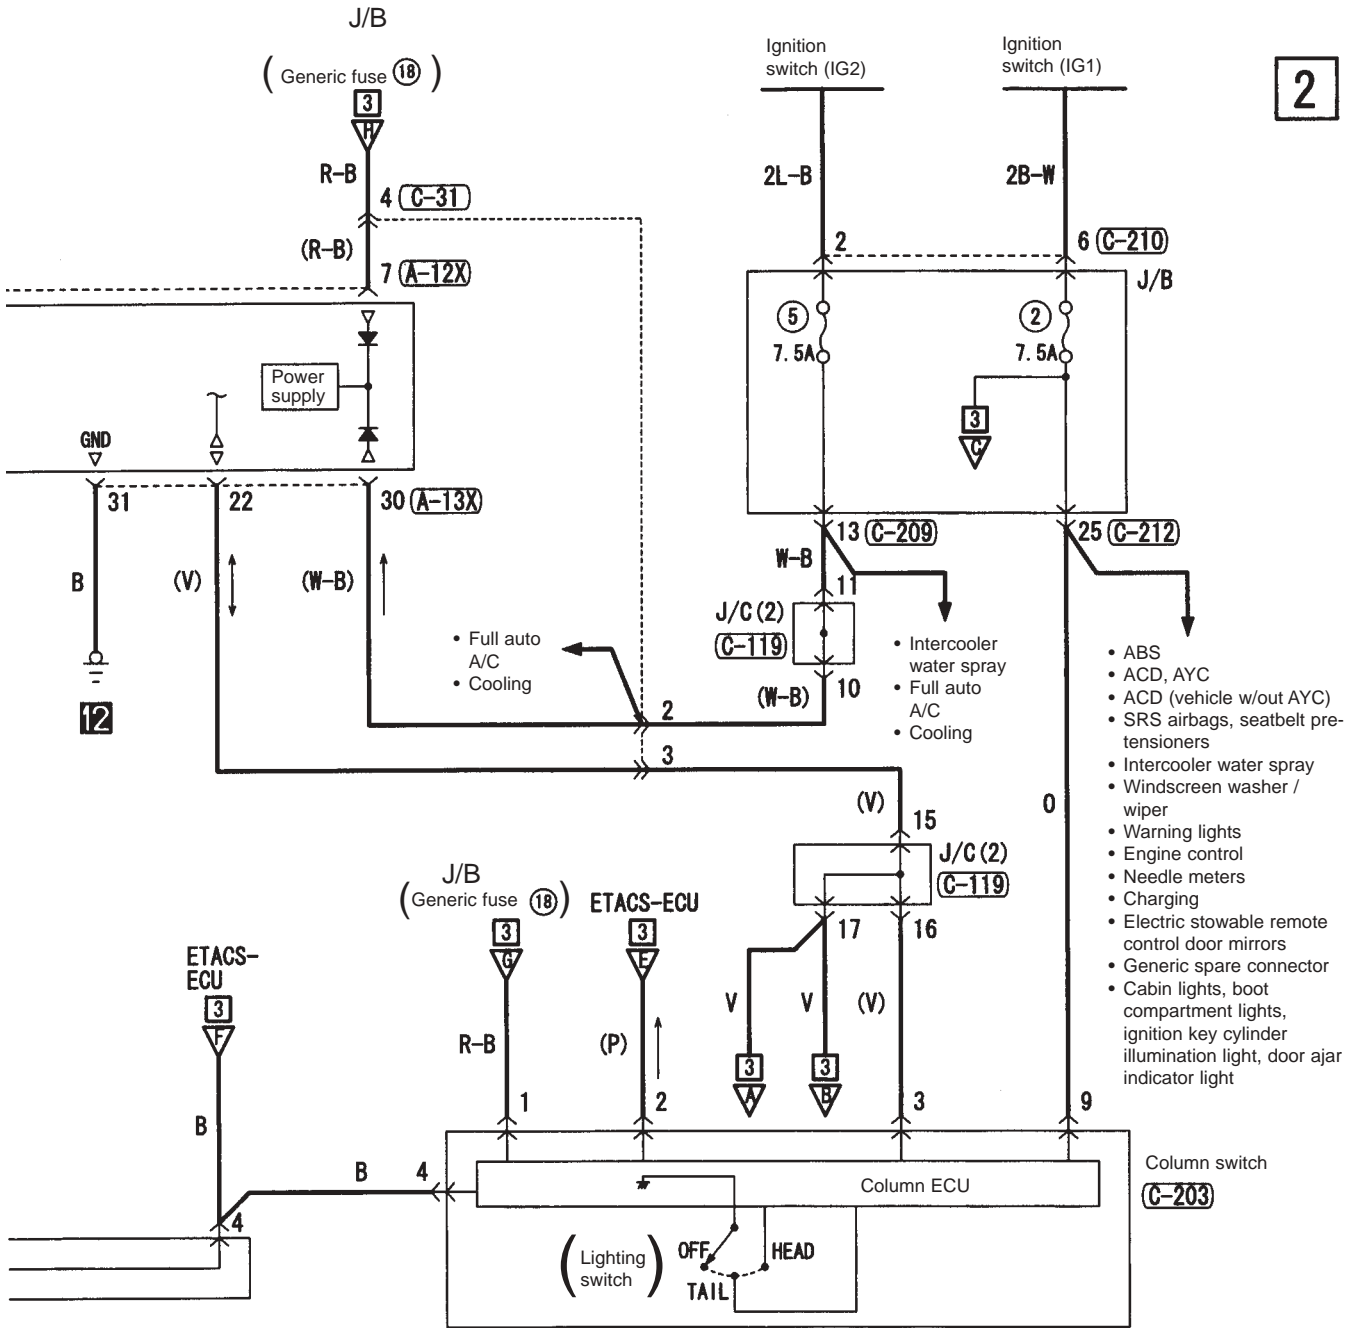 J/B
(Generic fuse ⑱)
3
H
R-B
4 C-31
(R-B)
7 A-12X
Power
supply
GND
31
22
30 A-13X
B
(V)
(W-B)
12
Ignition
switch (IG2)
Ignition
switch (IG1)
2
2L-B
2B-W
2
6 C-210
J/B
⑤
7.5A
②
7.5A
3
C
13 C-209
25 C-212
W-B
11
J/C(2)
C-119
10
(W-B)
• Full auto
A/C
• Cooling
2
3
• Intercooler
water spray
• Full auto
A/C
• Cooling
• ABS
• ACD, AYC
• ACD (vehicle w/out AYC)
• SRS airbags, seatbelt pre-
tensioners
• Intercooler water spray
• Windscreen washer /
wiper
• Warning lights
• Engine control
• Needle meters
• Charging
• Electric stowable remote
control door mirrors
• Generic spare connector
• Cabin lights, boot
compartment lights,
ignition key cylinder
illumination light, door ajar
indicator light
O
(V)
15
J/C(2)
C-119
17
16
V
V
(V)
3
A
3
B
J/B
(Generic fuse ⑱)
3
G
R-B
ETACS-ECU
3
E
(P)
ETACS-
ECU
3
F
B
B
4
4
1
2
3
9
Column ECU
Column switch
C-203
(Lighting
switch)
OFF
HEAD
TAIL